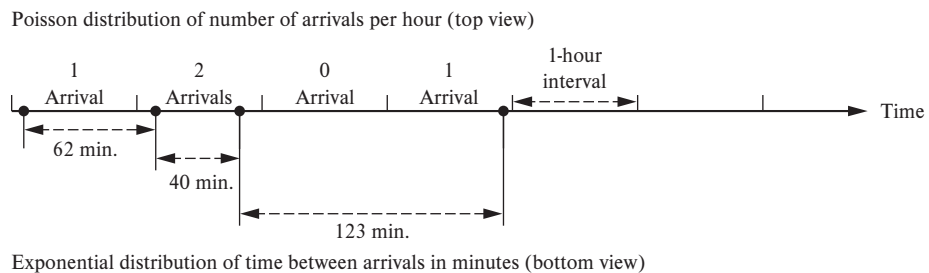 Poisson distribution of number of arrivals per hour (top view)
1
Arrival
2
Arrivals
0
Arrival
1
Arrival
1-hour
interval
Time
62 min.
40 min.
123 min.
Exponential distribution of time between arrivals in minutes (bottom view)